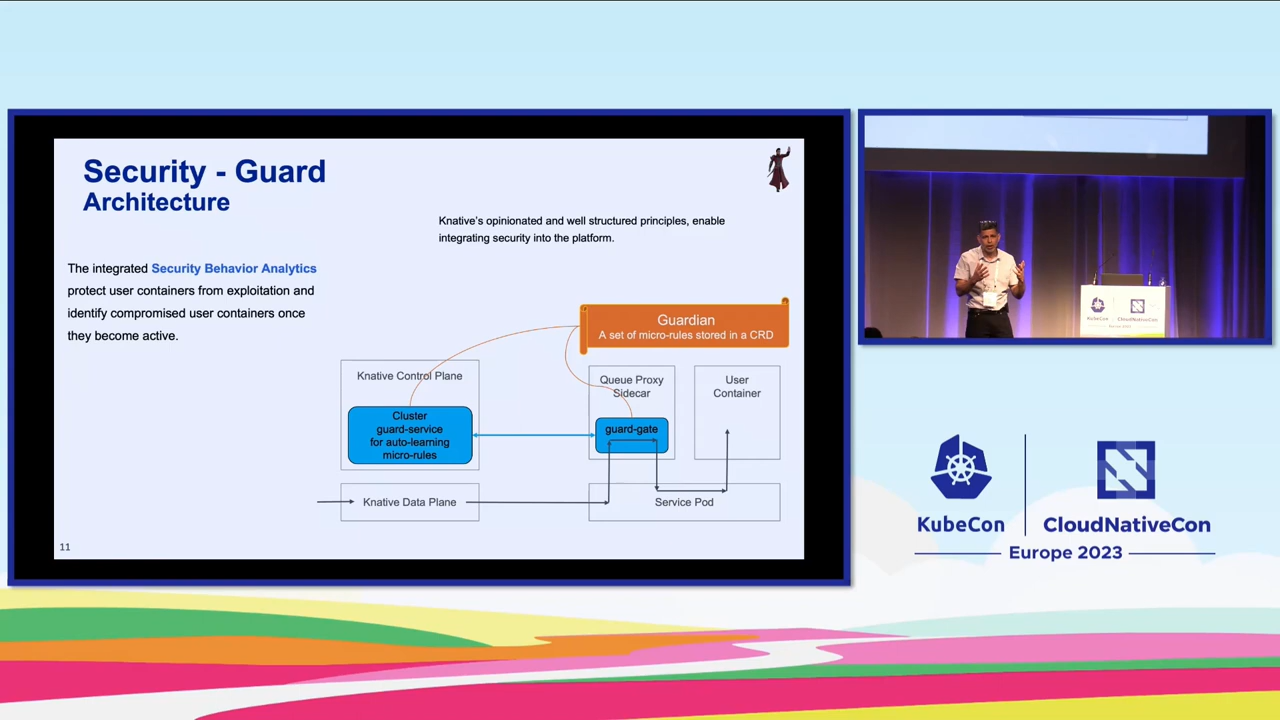 Security - Guard
Architecture
Knative's opinionated and well structured principles, enable
integrating security into the platform.
The integrated Security Behavior Analytics
protect user containers from exploitation and
identify compromised user containers once
they become active.
Guardian
A set of micro-rules stored in a CRD
Knative Control Plane
Cluster
guard-service
for auto-learning
micro-rules
Queue Proxy
Sidecar
guard-gate
User
Container
Knative Data Plane
Service Pod
11
KubeCon
CloudNativeCon
KubeCon
CloudNativeCon
Europe 2023